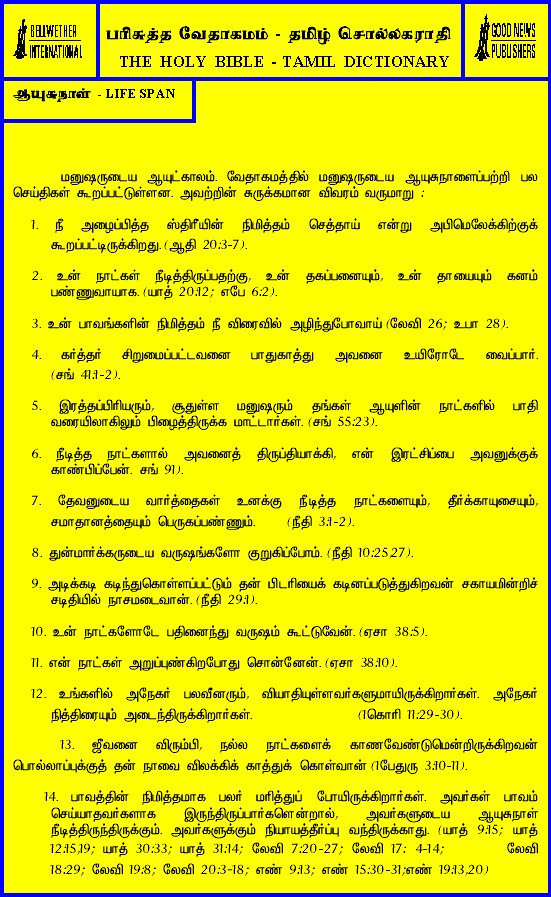 BELLWETHER
INTERNATIONAL
பரிசுத்த வேதாகமம் - தமிழ் சொல்லகராதி
THE HOLY BIBLE - TAMIL DICTIONARY
GOOD NEWS
PUBLISHERS
ஆயுசுநாள் - LIFE SPAN
மனுஷருடைய ஆயுட்காலம். வேதாகமத்தில் மனுஷருடைய ஆயுசுநாளைப்பற்றி பல
செய்திகள் கூறப்பட்டுள்ளன. அவற்றின் சுருக்கமான விவரம் வருமாறு :
1. நீ அழைப்பித்த ஸ்திரீயின் நிமித்தம் செத்தாய் என்று அபிமெலேக்கிற்குக்
கூறப்பட்டிருக்கிறது. (ஆதி 20:3-7).
2. உன் நாட்கள் நீடித்திருப்பதற்கு, உன் தகப்பனையும், உன் தாயையும் கனம்
பண்ணுவாயாக. (யாத் 20:12; எபே 6:2).
3. உன் பாவங்களின் நிமித்தம் நீ விரைவில் அழிந்துபோவாய் (லேவி 26; உபா 28).
4. கர்த்தர் சிறுமைப்பட்டவனை பாதுகாத்து அவனை உயிரோடே வைப்பார்.
(சங் 41:1-2).
5. இரத்தப்பிரியரும், சூதுள்ள மனுஷரும் தங்கள் ஆயுளின் நாட்களில் பாதி
வரையிலாகிலும் பிழைத்திருக்க மாட்டார்கள். (சங் 55:23).
6. நீடித்த நாட்களால் அவனைத் திருப்தியாக்கி, என் இரட்சிப்பை அவனுக்குக்
காண்பிப்பேன். சங் 91).
7. தேவனுடைய வார்த்தைகள் உனக்கு நீடித்த நாட்களையும், தீர்க்காயுசையும்,
சமாதானத்தையும் பெருகப்பண்ணும். (நீதி 3:1-2).
8. துன்மார்க்கருடைய வருஷங்களோ குறுகிப்போம். (நீதி 10:25,27).
9. அடிக்கடி கடிந்துகொள்ளப்பட்டும் தன் பிடரியைக் கடினப்படுத்துகிறவன் சகாயமின்றிச்
சடிதியில் நாசமடைவான். (நீதி 29:1).
10. உன் நாட்களோடே பதினைந்து வருஷம் கூட்டுவேன். (ஏசா 38:5).
11. என் நாட்கள் அறுப்புண்கிறபோது சொன்னேன். (ஏசா 38:10).
12. உங்களில் அநேகர் பலவீனரும், வியாதியுள்ளவர்களுமாயிருக்கிறார்கள். அநேகர்
நித்திரையும் அடைந்திருக்கிறார்கள். (1கொரி 11:29-30).
13. ஜீவனை விரும்பி, நல்ல நாட்களைக் காணவேண்டுமென்றிருக்கிறவன்
பொல்லாப்புக்குத் தன் நாவை விலக்கிக் காத்துக் கொள்வான் (1பேதுரு 3:10-11).
14. பாவத்தின் நிமித்தமாக பலர் மரித்துப் போயிருக்கிறார்கள். அவர்கள் பாவம்
செய்யாதவர்களாக இருந்திருப்பார்களென்றால், அவர்களுடைய ஆயுசுநாள்
நீடித்திருந்திருக்கும். அவர்களுக்கும் நியாயத்தீர்ப்பு வந்திருக்காது. (யாத் 9:15; யாத்
12:15,19; யாத் 30:33; யாத் 31:14; லேவி 7:20-27; லேவி 17: 4-14; லேவி
18:29; லேவி 19:8; லேவி 20:3-18; எண் 9:13; எண் 15:30-31;எண் 19:13,20)